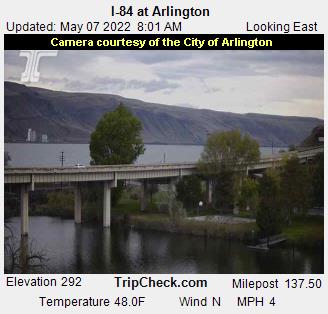 I-84 at Arlington
Updated: May 07 2022 8:01 AM Looking East
Camera courtesy of the City of Arlington
Elevation 292 TripCheck.com Milepost 137.50
Temperature 48.0F Wind N MPH 4